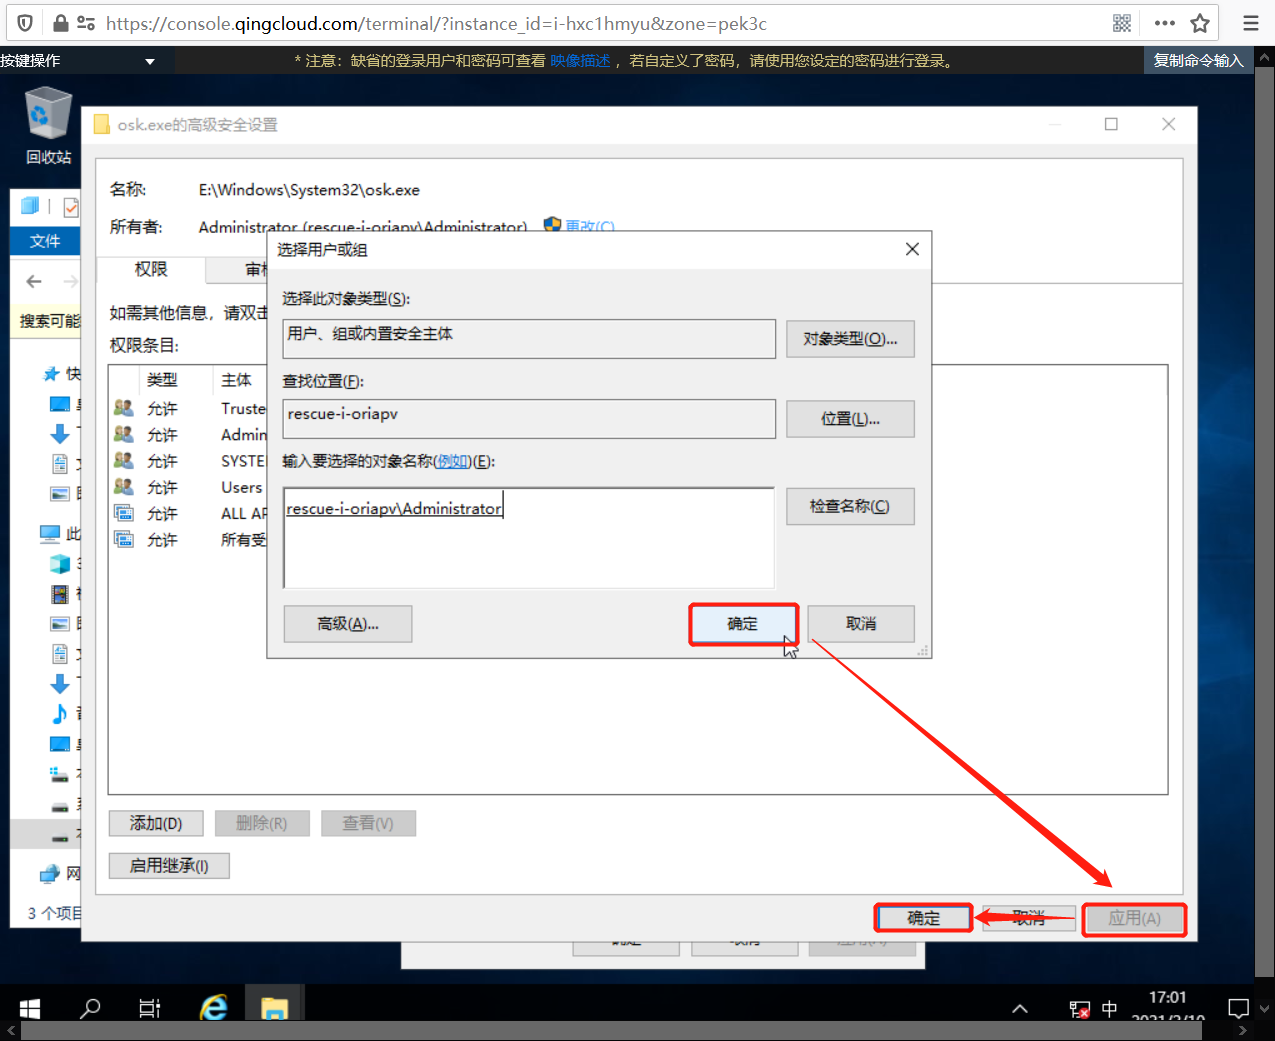 https://console.qingcloud.com/terminal/?instance_id=i-hxc1hmyu&zone=pek3c
按键操作
* 注意：缺省的登录用户和密码可查看 映像描述 ，若自定义了密码，请使用您设定的密码进行登录。
复制命令输入
回收站
osk.exe的高级安全设置
名称:
E:\Windows\System32\osk.exe
所有者:
Administrator (rescue-i-oriapv\Administrator)
更改(C)
文件
选择用户或组
权限
选择此对象类型(S):
如需其他信息，请双击
搜索可能
用户、组或内置安全主体
对象类型(O)...
权限条目:
快
类型
主体
查找位置(F):
允许
Truste
rescue-i-oriapv
位置(L)...
允许
Admin
允许
SYSTE
输入要选择的对象名称(例如)(E):
允许
Users
允许
ALL AP
rescue-i-oriapv\Administrator
检查名称(C)
此
允许
所有受
高级(A)...
确定
取消
添加(D)
删除(R)
查看(V)
启用继承(I)
网
3 个项目
确定
取消
应用(A)
中
17:01